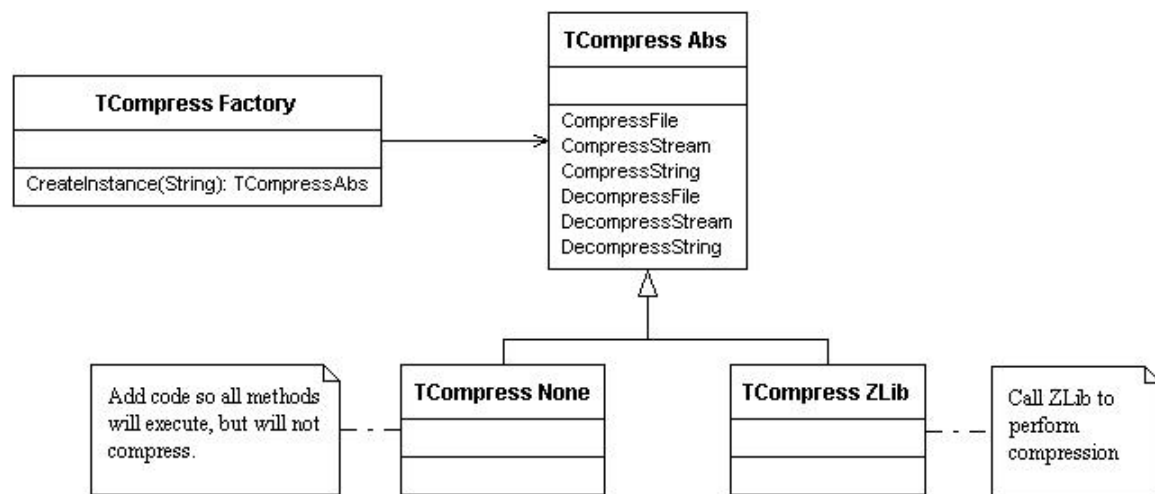 TCompress Abs
CompressFile
CompressStream
CompressString
DecompressFile
DecompressStream
DecompressString
TCompress Factory
CreateInstance(String): TCompressAbs
Add code so all methods
will execute, but will not
compress.
TCompress None
TCompress ZLib
Call ZLib to
perform
compression